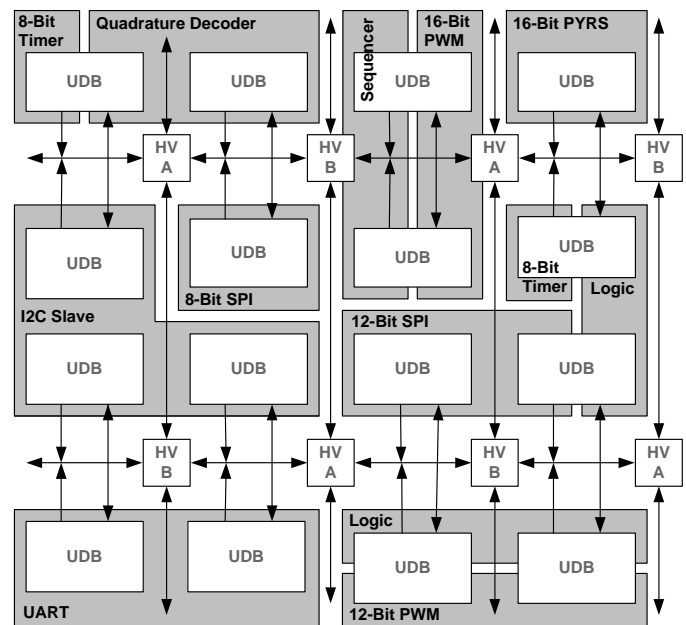 8-Bit
Timer
Quadrature Decoder
Sequencer
16-Bit
PWM
16-Bit PYRS
UDB
UDB
UDB
UDB
HV
A
HV
B
HV
A
HV
B
UDB
UDB
UDB
UDB
8-Bit SPI
8-Bit
Timer
Logic
I2C Slave
12-Bit SPI
UDB
UDB
UDB
UDB
HV
B
HV
A
HV
B
HV
A
Logic
UDB
UDB
UDB
UDB
UART
12-Bit PWM